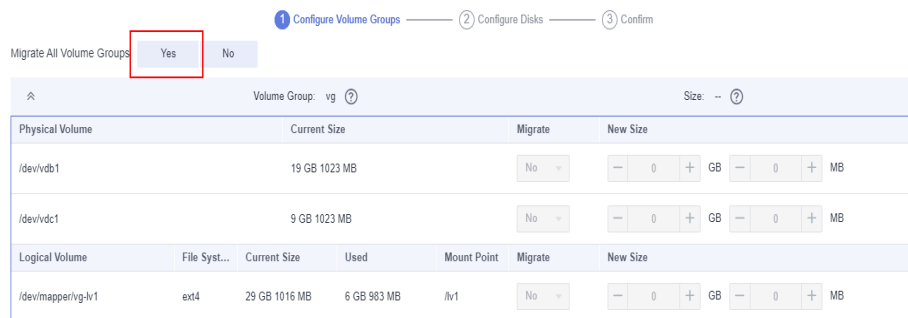 1 Configure Volume Groups 2 Configure Disks 3 Confirm
Migrate All Volume Groups Yes No
Volume Group: vg ? Size: -- ?
Physical Volume Current Size Migrate New Size
/dev/vdb1 19 GB 1023 MB No − 0 + GB − 0 + MB
/dev/vdc1 9 GB 1023 MB No − 0 + GB − 0 + MB
Logical Volume File Syst... Current Size Used Mount Point Migrate New Size
/dev/mapper/vg-lv1 ext4 29 GB 1016 MB 6 GB 983 MB /lv1 No − 0 + GB − 0 + MB